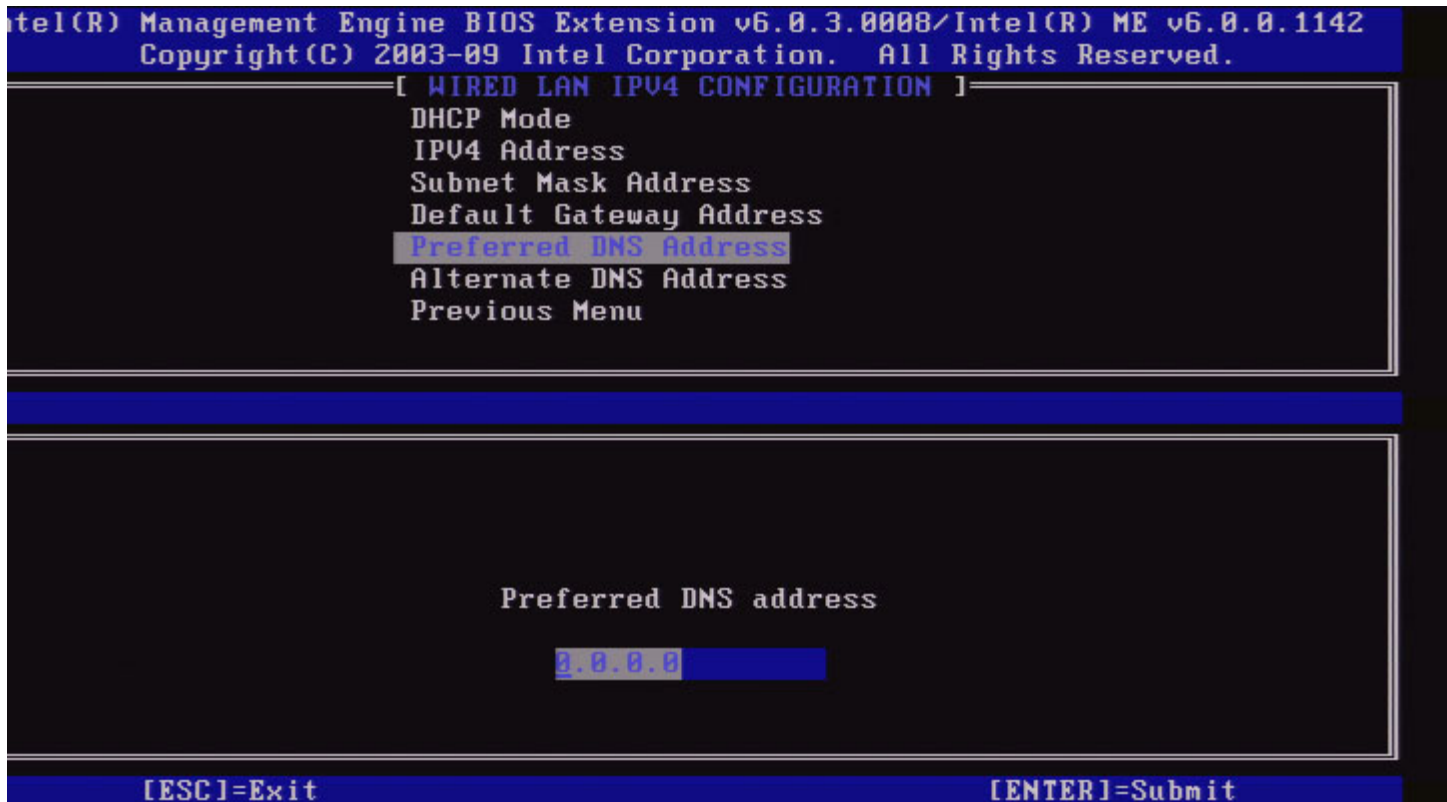 ntel(R) Management Engine BIOS Extension v6.0.3.0008/Intel(R) ME v6.0.0.1142
Copyright(C) 2003-09 Intel Corporation. All Rights Reserved.
[ WIRED LAN IPV4 CONFIGURATION ]
DHCP Mode
IPV4 Address
Subnet Mask Address
Default Gateway Address
Preferred DNS Address
Alternate DNS Address
Previous Menu
Preferred DNS address
0.0.0.0
[ESC]=Exit [ENTER]=Submit